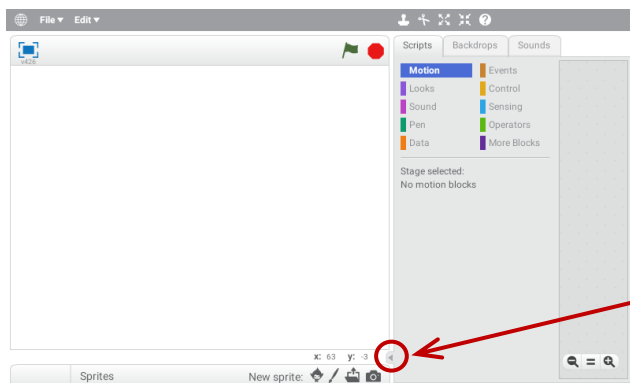 File ▾ Edit ▾
v426
Scripts Backdrops Sounds
Motion Events
Looks Control
Sound Sensing
Pen Operators
Data More Blocks
Stage selected:
No motion blocks
x: 63 y: -3
Sprites New sprite: